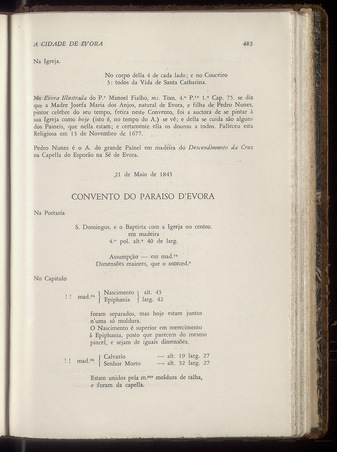 A CIDADE DE EVORA 483
Na Igreja.
No corpo della 4 de cada lado; e no Couceiro
3: todos da Vida de Santa Catharina.
Na Evora Illustrada do P.e Manoel Fialho, ms. Tom. 4.º P.te 1.ª Cap. 75. se diz
que a Madre Josefa Maria dos Anjos, natural de Evora, e filha de Pedro Nunes,
pintor celebre do seu tempo, freira neste Convento, foi a auctora de se pintar á
sua Igreja como hoje (isto é, no tempo do A.) se vê; e della se cuida são alguns
dos Paineis, que nella estam; e certamente ella os dourou a todos. Falleceu esta
Religiosa em 13 de Novembro de 1677.
Pedro Nunes é o A. do grande Painel em madeira do Descendimento da Cruz
na Capella do Esporão na Sé de Evora.
21 de Maio de 1845
CONVENTO DO PARAISO D'EVORA
Na Portaria
S. Domingos, e o Baptista com a Igreja no centro.
em madeira
4.º pol. alt.ª 40 de larg.
Assumpção — em mad.ra
Dimensões maiores, que o anteced.e
No Capitulo
!! mad.ra Nascimento alt. 43
Epiphania larg. 42
foram separados, mas hoje estam juntos
n'uma só moldura.
O Nascimento é superior em merecimento
á Epiphania, posto que parecem do mesmo
pincel, e sejam de iguais dimensões.
!! mad.ra Calvario — alt. 19 larg. 27
Senhor Morto — alt. 52 larg. 27
Estam unidos pela m.ma moldura de talha,
e foram da capella.